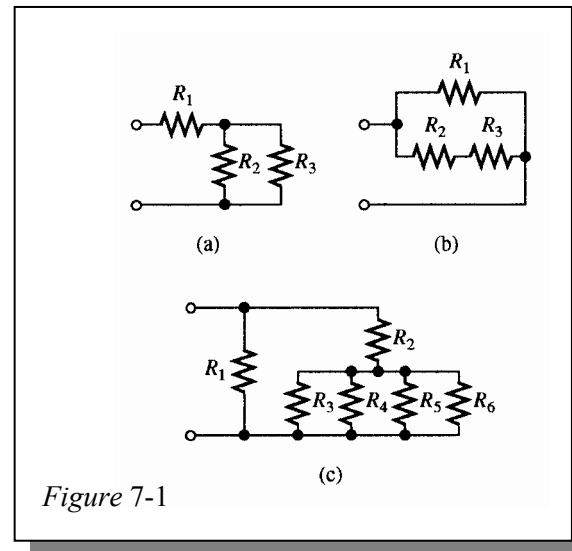 R₁
R₂ R₃
(a)
R₁
R₂ R₃
(b)
R₂
R₁ R₃ R₄ R₅ R₆
(c)
Figure 7-1